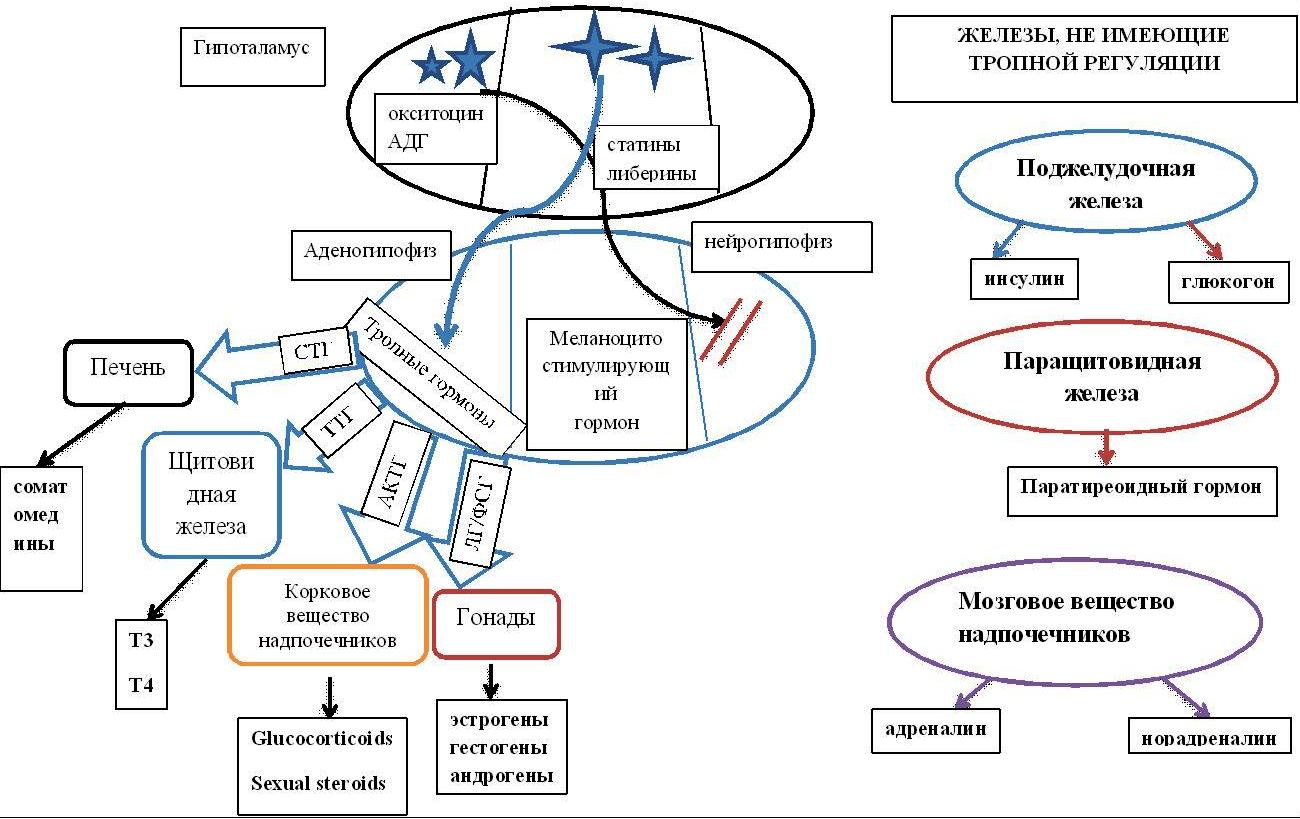 Гипоталамус
окситоцин
АДГ
статины
либерины
Аденогипофиз
нейрогипофиз
Тропные гормоны
Меланоцито
стимулирующ
ий
гормон
СТГ
ТТГ
АКТГ
ЛГ/ФСГ
Печень
сомат
омед
ины
Щитови
дная
железа
Т3
Т4
Корковое
вещество
надпочечников
Glucocorticoids
Sexual steroids
Гонады
эстрогены
гестогены
андрогены
ЖЕЛЕЗЫ, НЕ ИМЕЮЩИЕ
ТРОПНОЙ РЕГУЛЯЦИИ
Поджелудочная
железа
инсулин
глюкогон
Паращитовидная
железа
Паратиреоидный гормон
Мозговое вещество
надпочечников
адреналин
норадреналин